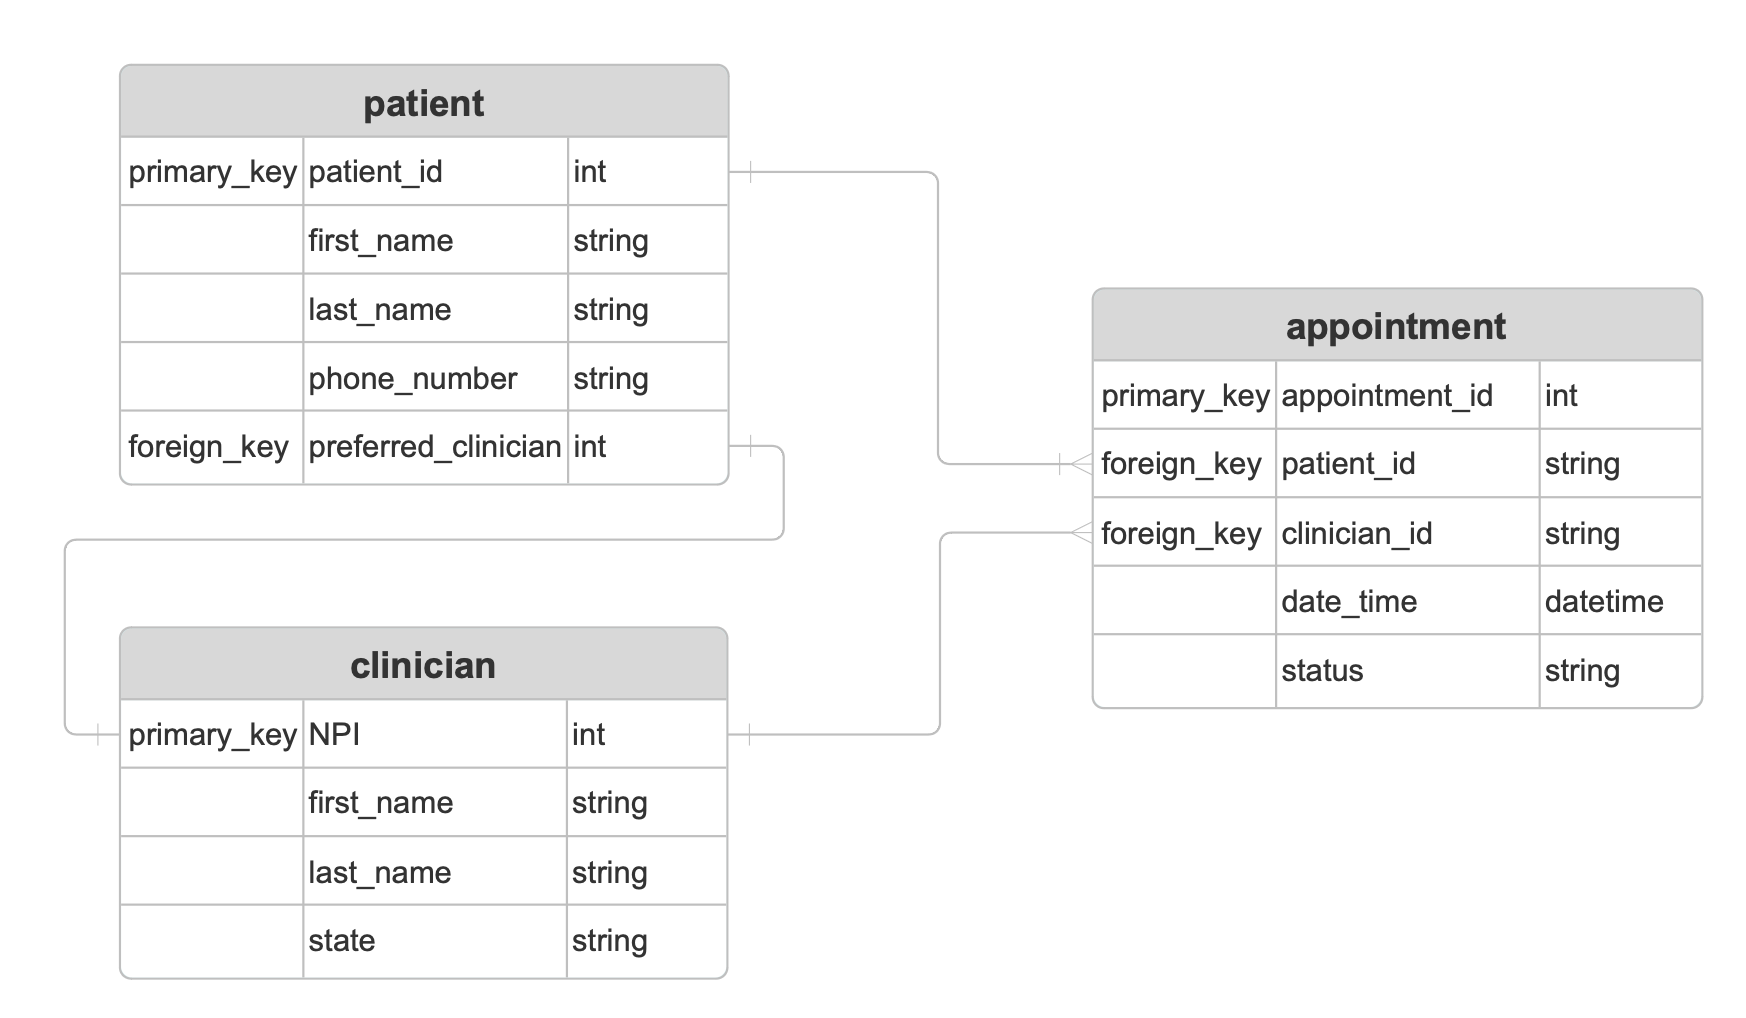 patient
primary_key patient_id int
first_name string
last_name string
phone_number string
foreign_key preferred_clinician int
appointment
primary_key appointment_id int
foreign_key patient_id string
foreign_key clinician_id string
date_time datetime
status string
clinician
primary_key NPI int
first_name string
last_name string
state string